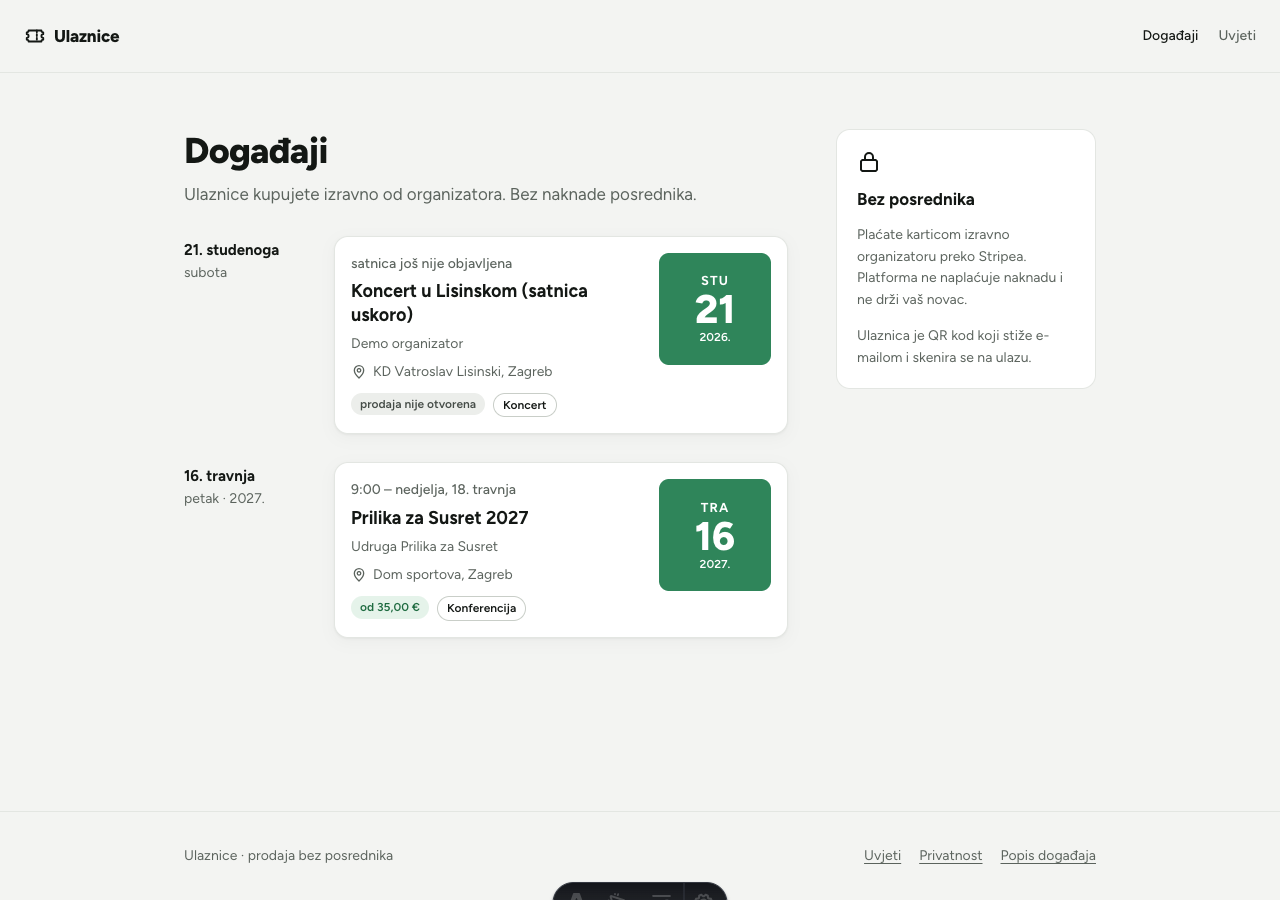 Ulaznice
Događaji
Uvjeti
Događaji
Ulaznice kupujete izravno od organizatora. Bez naknade posrednika.
21. studenoga
subota
satnica još nije objavljena
Koncert u Lisinskom (satnica
uskoro)
Demo organizator
KD Vatroslav Lisinski, Zagreb
prodaja nije otvorena
Koncert
STU
21
2026.
16. travnja
petak · 2027.
9:00 – nedjelja, 18. travnja
Prilika za Susret 2027
Udruga Prilika za Susret
Dom sportova, Zagreb
od 35,00 €
Konferencija
TRA
16
2027.
Bez posrednika
Plaćate karticom izravno
organizatoru preko Stripea.
Platforma ne naplaćuje naknadu i
ne drži vaš novac.
Ulaznica je QR kod koji stiže e-
mailom i skenira se na ulazu.
Ulaznice · prodaja bez posrednika
Uvjeti
Privatnost
Popis događaja